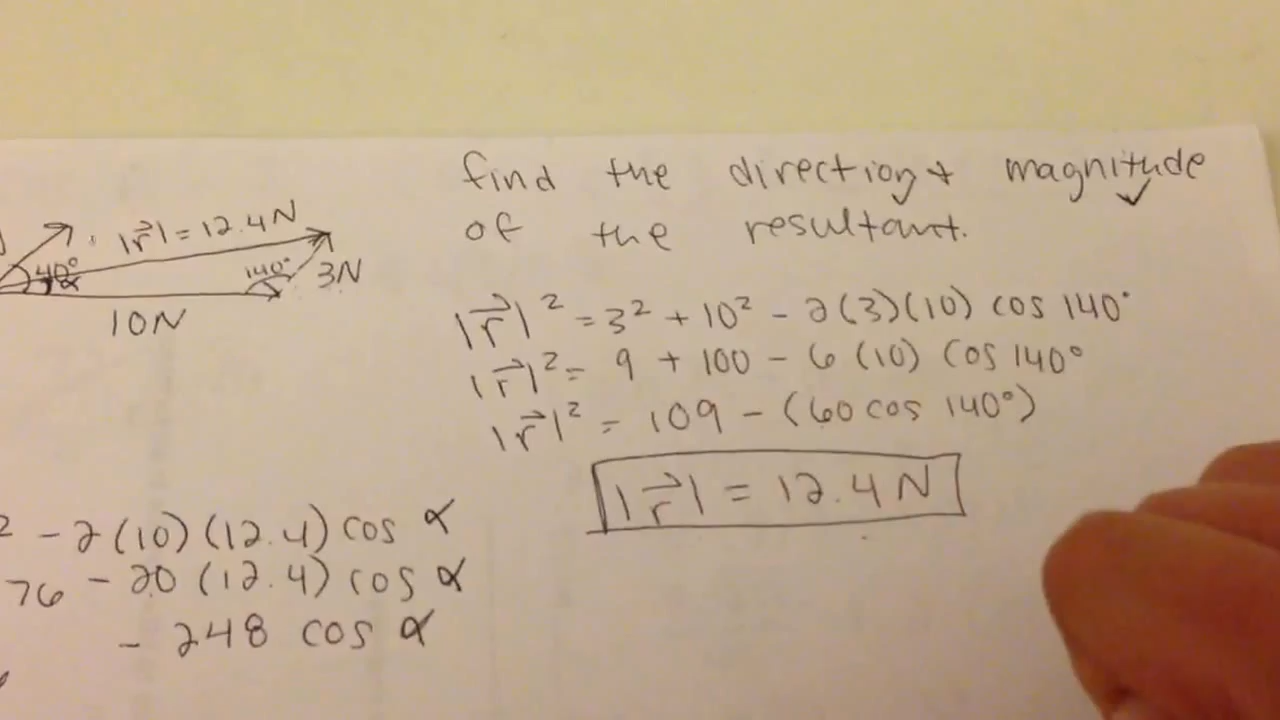 find the direction + magnitude
of the resultant.
|r⃗| = 12.4N
40°
α
140°
3N
10N
|r⃗|² = 3² + 10² - 2(3)(10) cos 140°
|r⃗|² = 9 + 100 - 6(10) cos 140°
|r⃗|² = 109 - (60 cos 140°)
|r⃗| = 12.4 N
2 - 2(10)(12.4) cos α
76 - 20(12.4) cos α
- 248 cos α